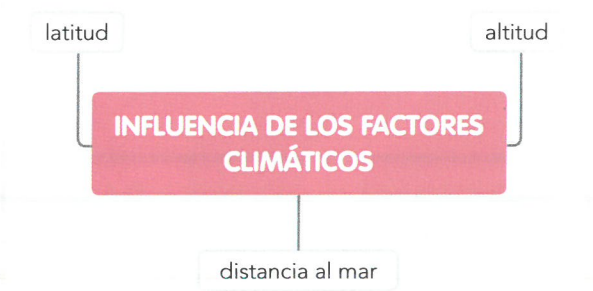 latitud
altitud
INFLUENCIA DE LOS FACTORES
CLIMÁTICOS
distancia al mar